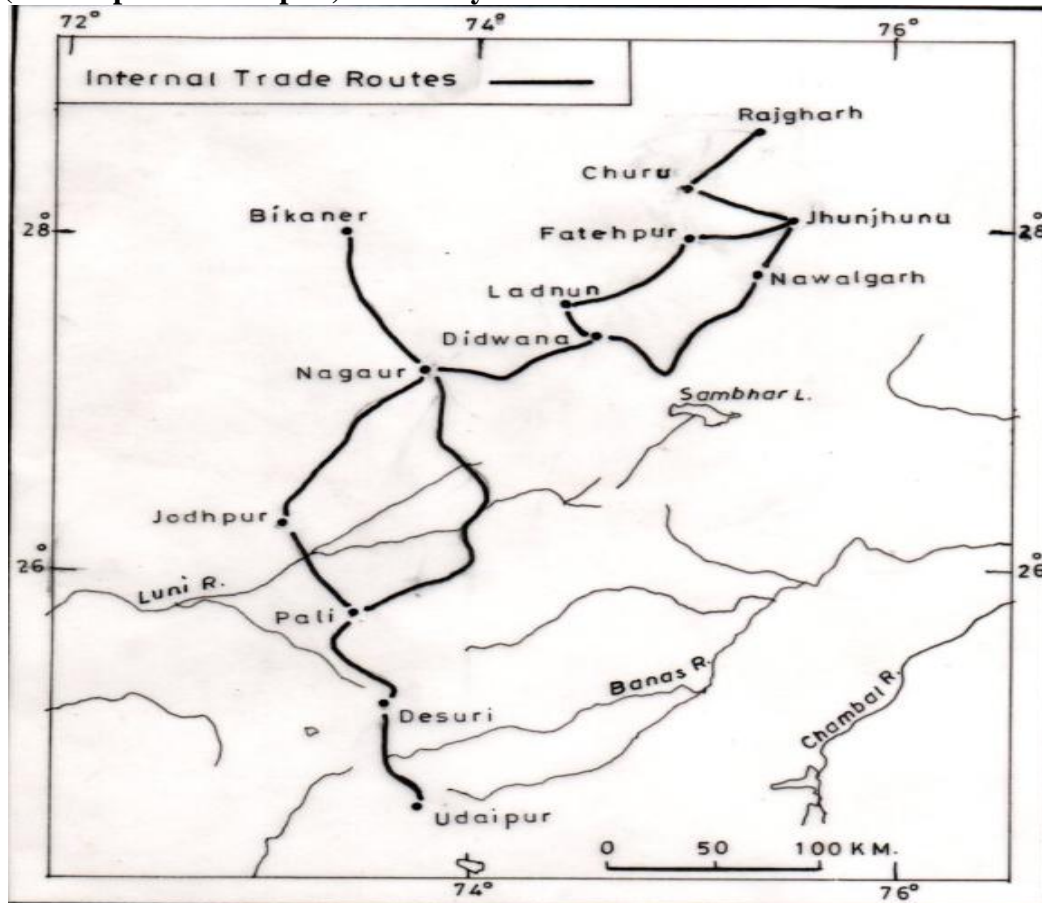 72°
74°
76°
Internal Trade Routes
Rajgharh
Churu
Bikaner
Jhunjhunu
28°
Fatehpur
28
Ladnun
Nawalgarh
Didwana
Nagaur
Sambhar L.
Jodhpur
26°
26
Luni R.
Pali
Banas R.
Desuri
Chambal R.
Udaipur
0 50 100 KM.
74°
76°